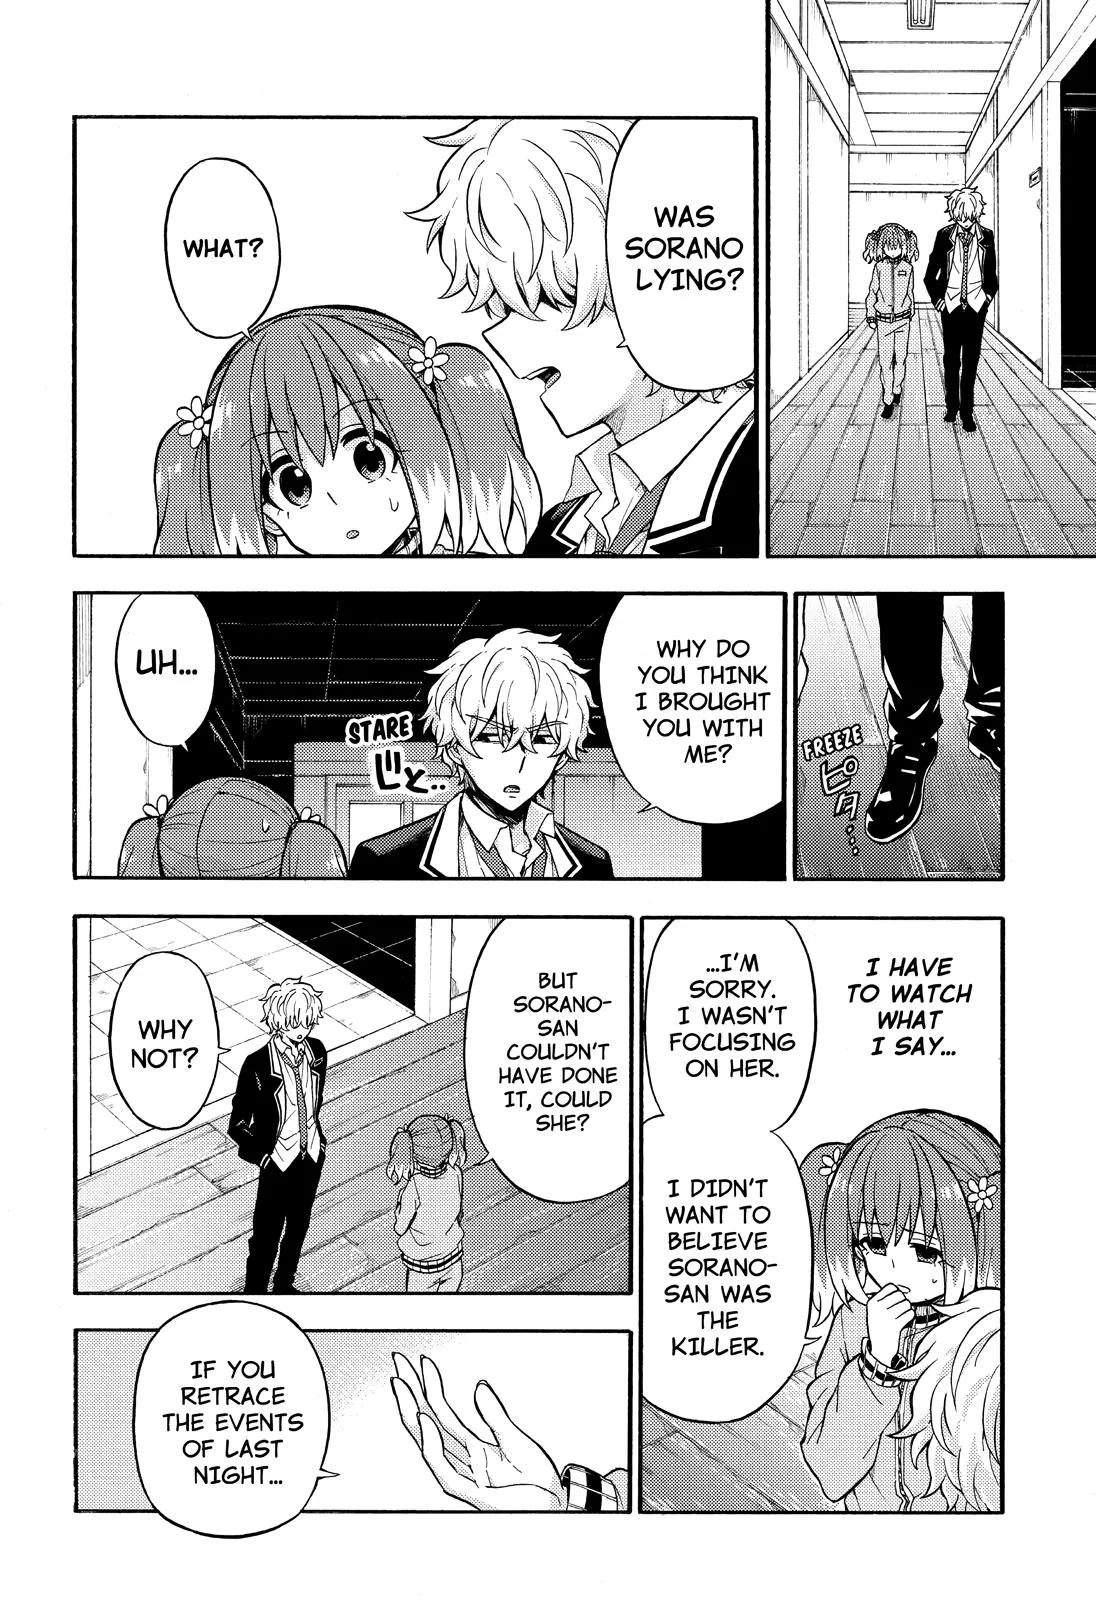 WAS
SORANO
LYING?
WHAT?
FREEZE
ピタ…
WHY DO
YOU THINK
I BROUGHT
YOU WITH
ME?
STARE
じと..
UH...
I HAVE
TO WATCH
WHAT
I SAY...
...I'M
SORRY.
I WASN'T
FOCUSING
ON HER.
I DIDN'T
WANT TO
BELIEVE
SORANO-
SAN WAS
THE
KILLER.
BUT
SORANO-
SAN
COULDN'T
HAVE DONE
IT, COULD
SHE?
WHY
NOT?
IF YOU
RETRACE
THE EVENTS
OF LAST
NIGHT...